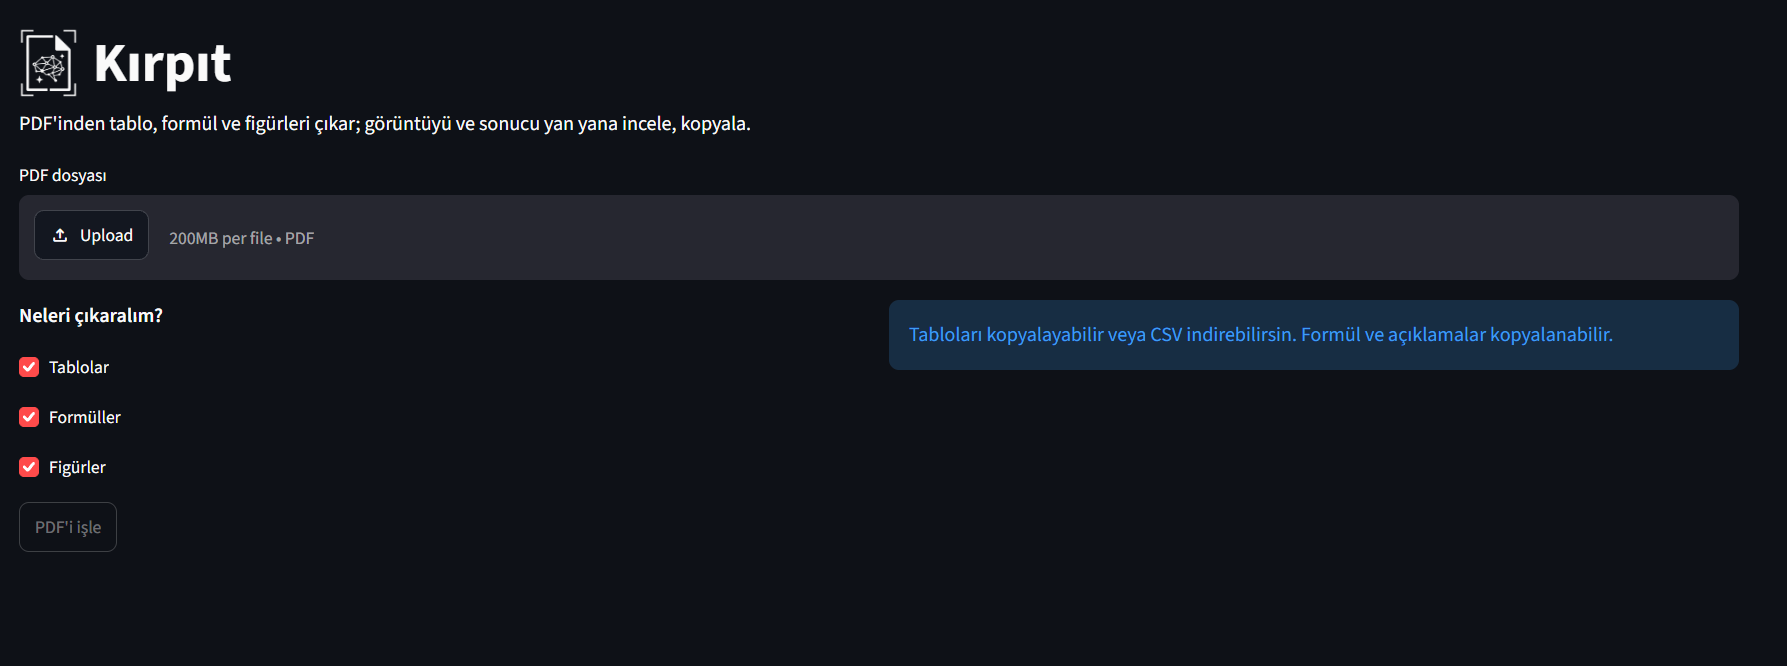 Kırpıt
PDF'inden tablo, formül ve figürleri çıkar; görüntüyü ve sonucu yan yana incele, kopyala.
PDF dosyası
Upload
200MB per file • PDF
Neleri çıkaralım?
Tablolar
Formüller
Figürler
PDF'i işle
Tabloları kopyalayabilir veya CSV indirebilirsin. Formül ve açıklamalar kopyalanabilir.